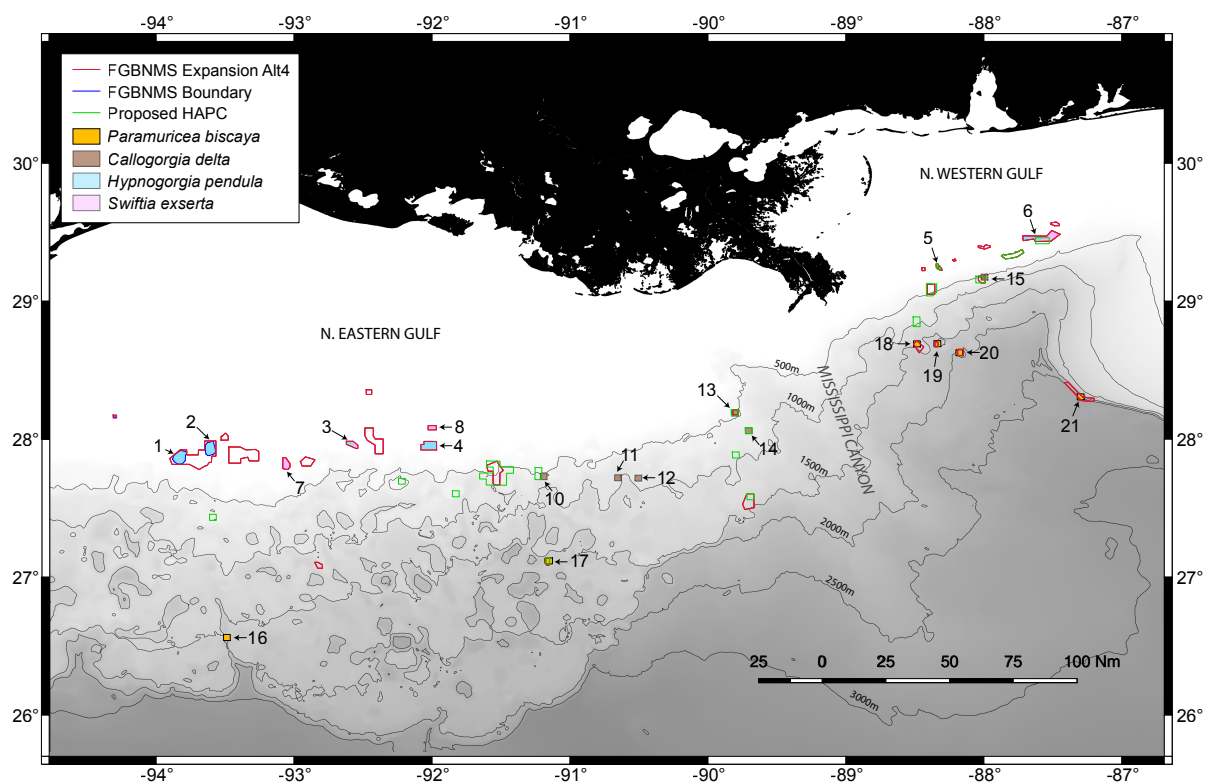 -94° -93° -92° -91° -90° -89° -88° -87°
FGBNMS Expansion Alt4
FGBNMS Boundary
Proposed HAPC
Paramuricea biscaya
Callogorgia delta
Hypnogorgia pendula
Swiftia exserta
30° 30°
N. WESTERN GULF
6
5
15
29° 29°
N. EASTERN GULF
18
19
20
500m
MISSISSIPPI CANYON
13
1000m
21
2
1
3
8
4
28° 28°
14
7
11
10
12
1500m
2000m
17
27° 27°
2500m
16
25 0 25 50 75 100 Nm
3000m
26° 26°
-94° -93° -92° -91° -90° -89° -88° -87°